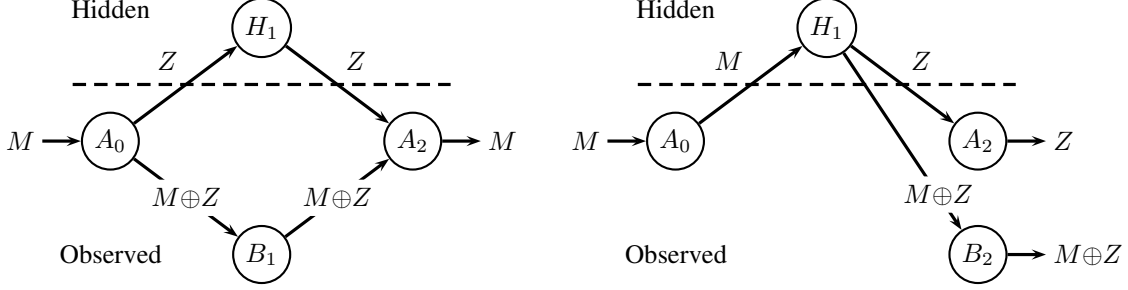 Hidden
H₁
Z
Z
M
A₀
A₂
M
M⊕Z
M⊕Z
Observed
B₁
Hidden
H₁
M
Z
M
A₀
A₂
Z
M⊕Z
Observed
B₂
M⊕Z